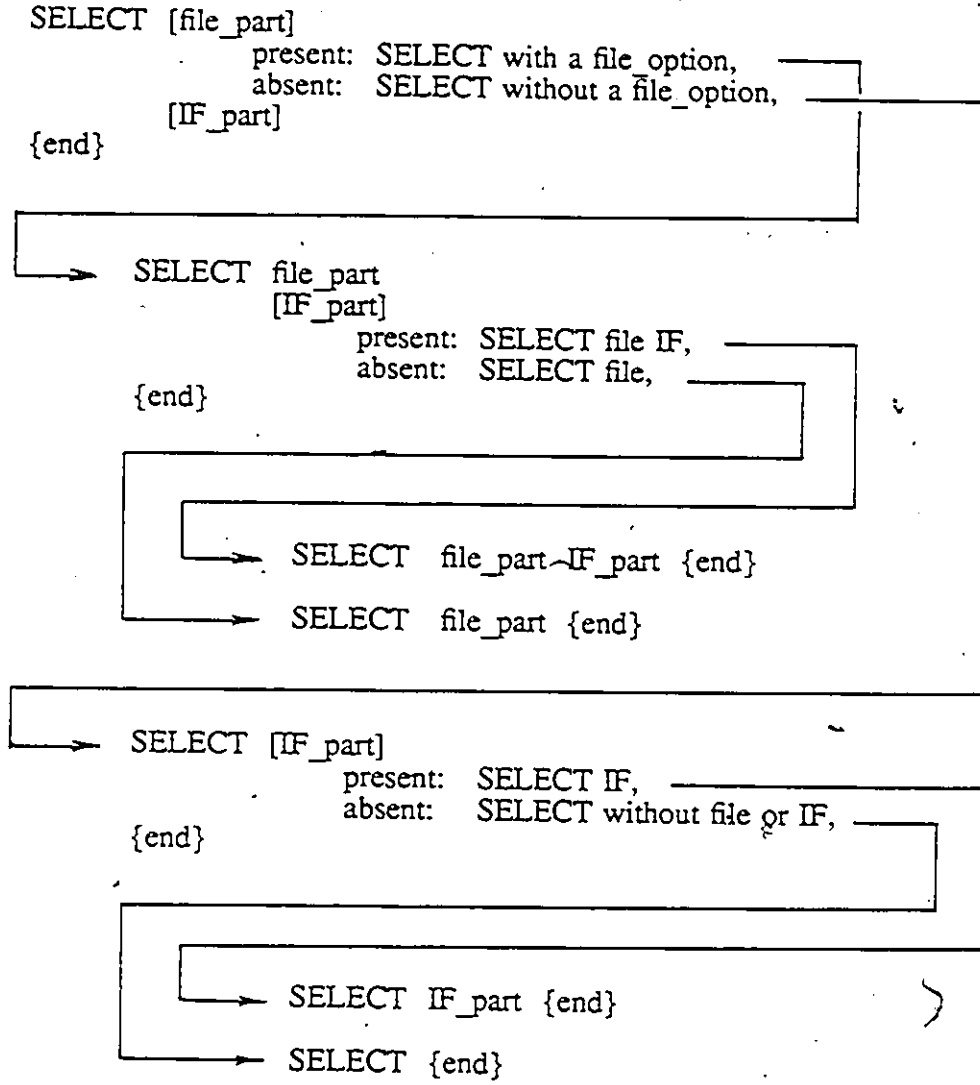 SELECT [file_part]
present: SELECT with a file_option,
absent: SELECT without a file_option,
[IF_part]
{end}
SELECT file_part
[IF_part]
present: SELECT file IF,
absent: SELECT file,
{end}
SELECT file_part IF_part {end}
SELECT file_part {end}
SELECT [IF_part]
present: SELECT IF,
absent: SELECT without file or IF,
{end}
SELECT IF_part {end}
SELECT {end}